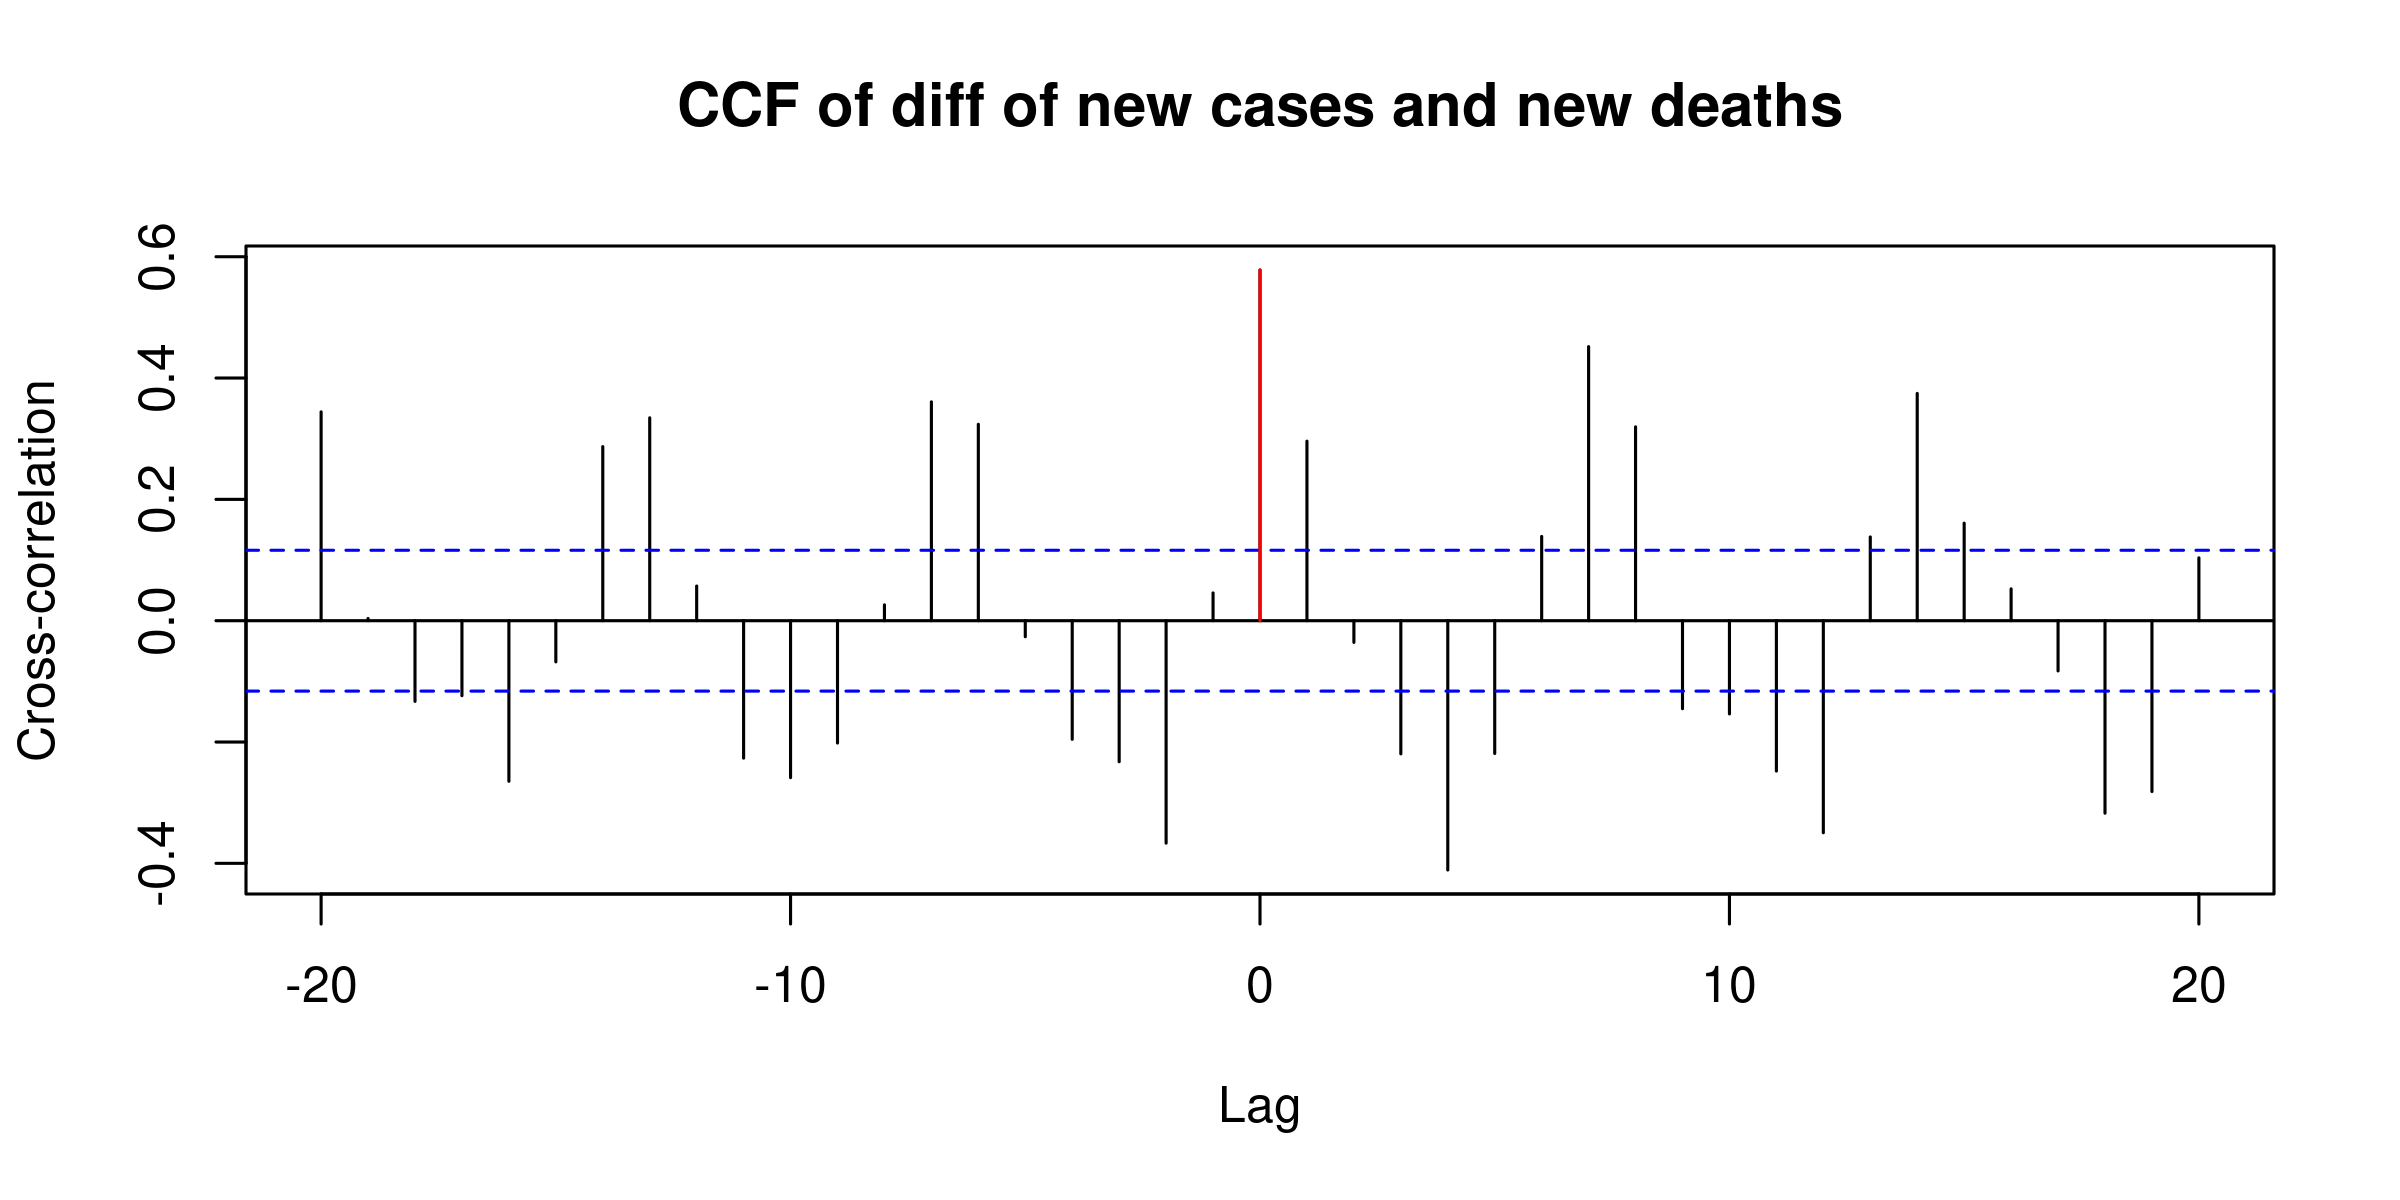 CCF of diff of new cases and new deaths
Cross-correlation
0.6
0.4
0.2
0.0
-0.4
-20 -10 0 10 20
Lag